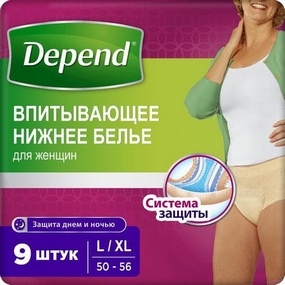 Depend
ВПИТЫВАЮЩЕЕ
НИЖНЕЕ БЕЛЬЕ
для женщин
Система
защиты
Защита днем и ночью
9 ШТУК
L / XL
50 - 56